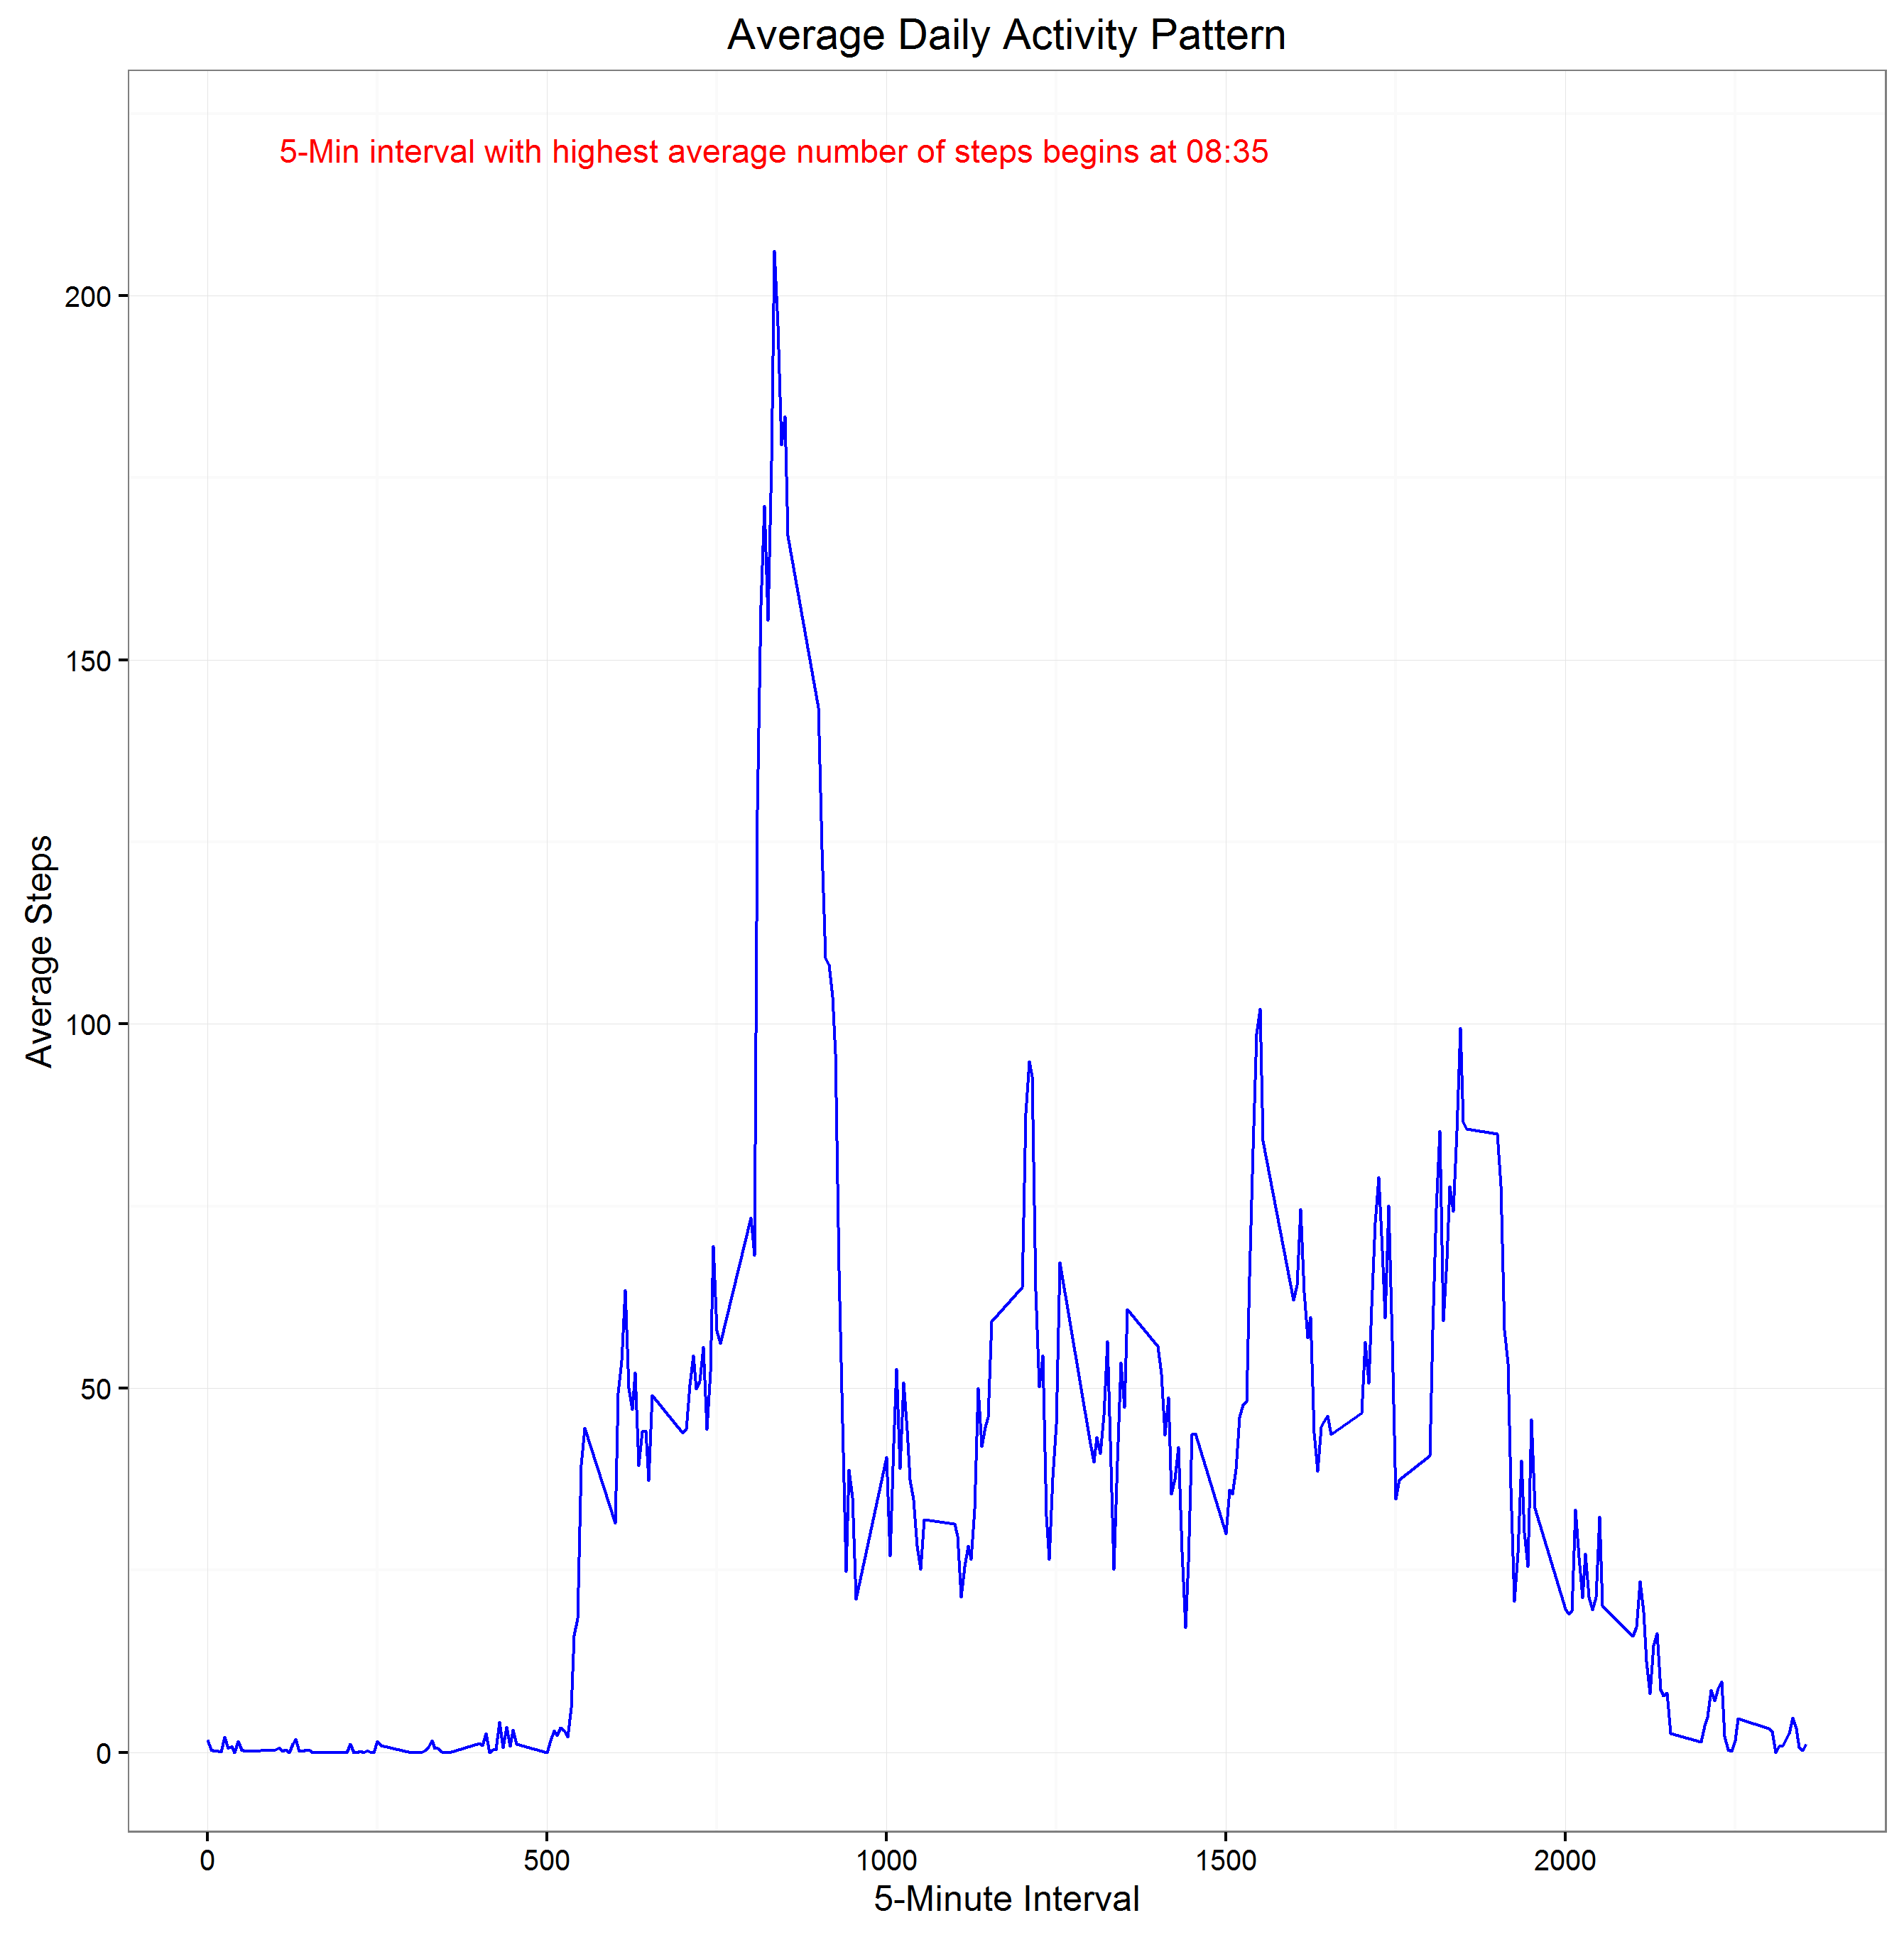 Average Daily Activity Pattern
5-Min interval with highest average number of steps begins at 08:35
200
150
100
50
0
Average Steps
0 500 1000 1500 2000
5-Minute Interval